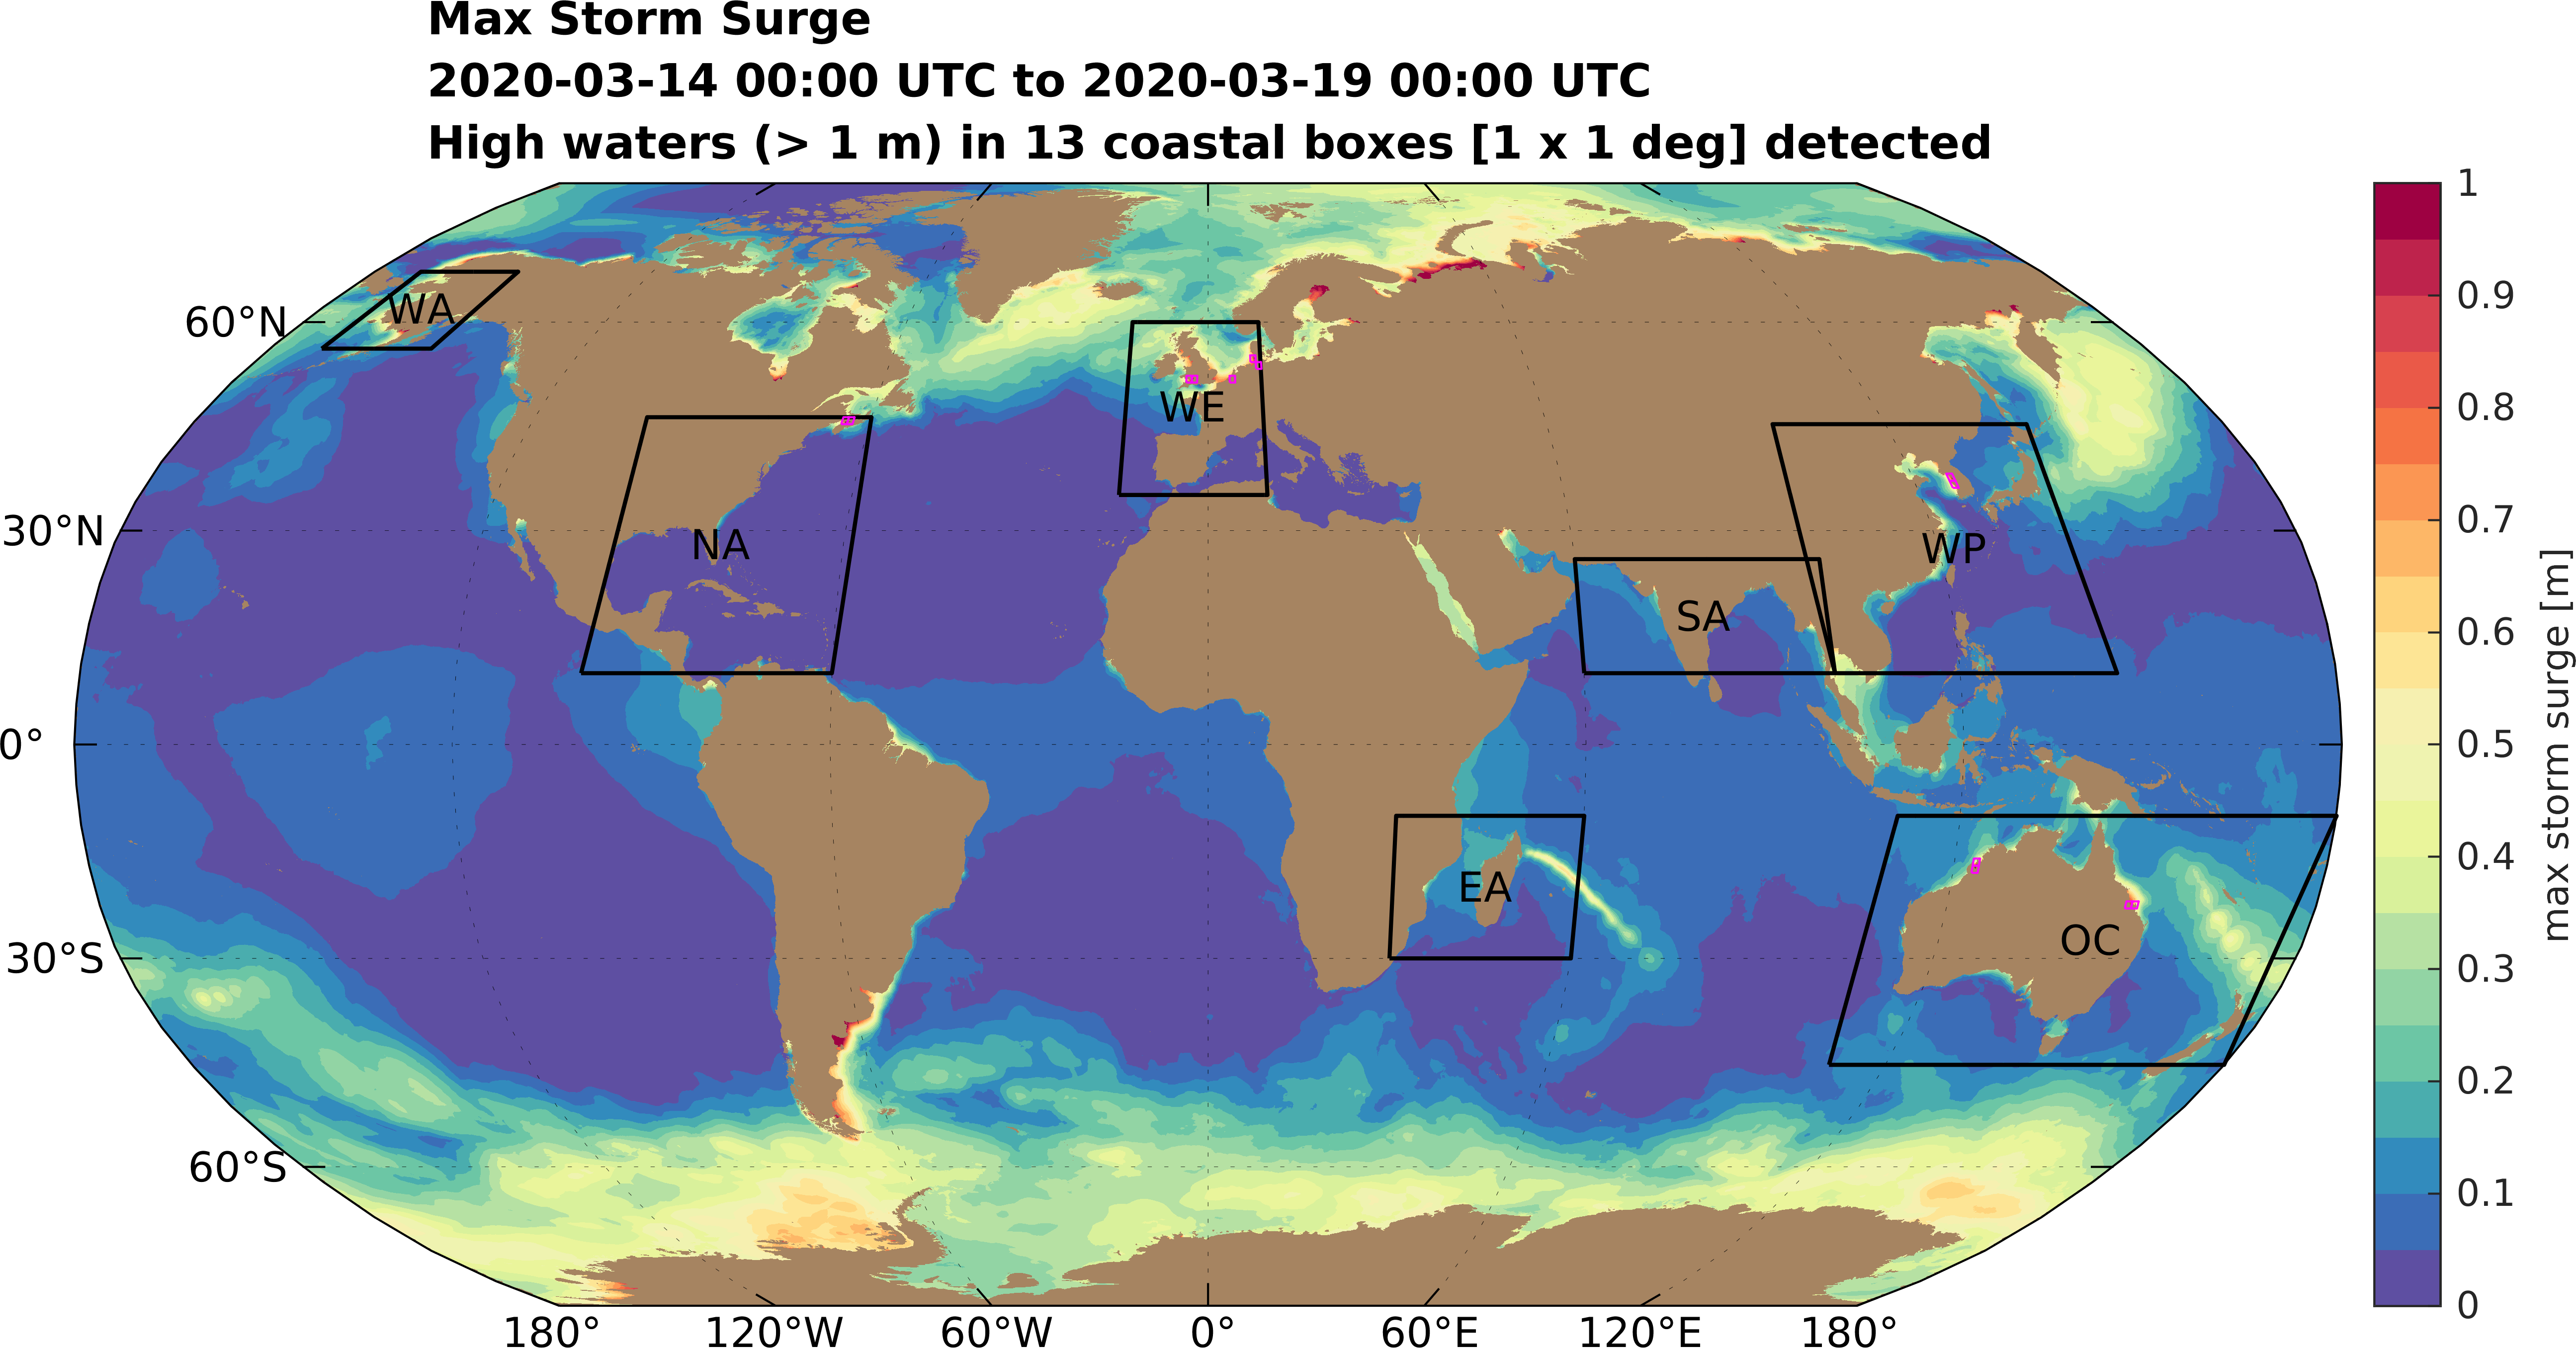 Max Storm Surge
2020-03-14 00:00 UTC to 2020-03-19 00:00 UTC
High waters (> 1 m) in 13 coastal boxes [1 x 1 deg] detected
60°N
30°N
0°
30°S
60°S
WA
NA
WE
SA
WP
EA
OC
180°
120°W
60°W
0°
60°E
120°E
180°
1
0.9
0.8
0.7
0.6
0.5
0.4
0.3
0.2
0.1
0
max storm surge [m]